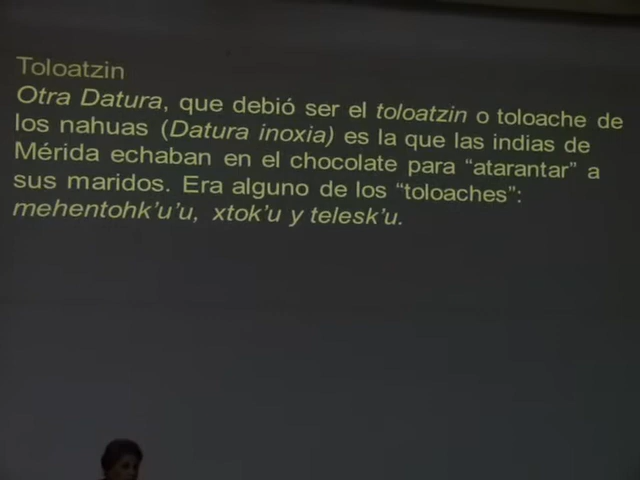 Toloatzin
Otra Datura, que debió ser el toloatzin o toloache de
los nahuas (Datura inoxia) es la que las indias de
Mérida echaban en el chocolate para “atarantar” a
sus maridos. Era alguno de los “toloaches”:
mehentohk’u’u, xtok’u y telesk’u.